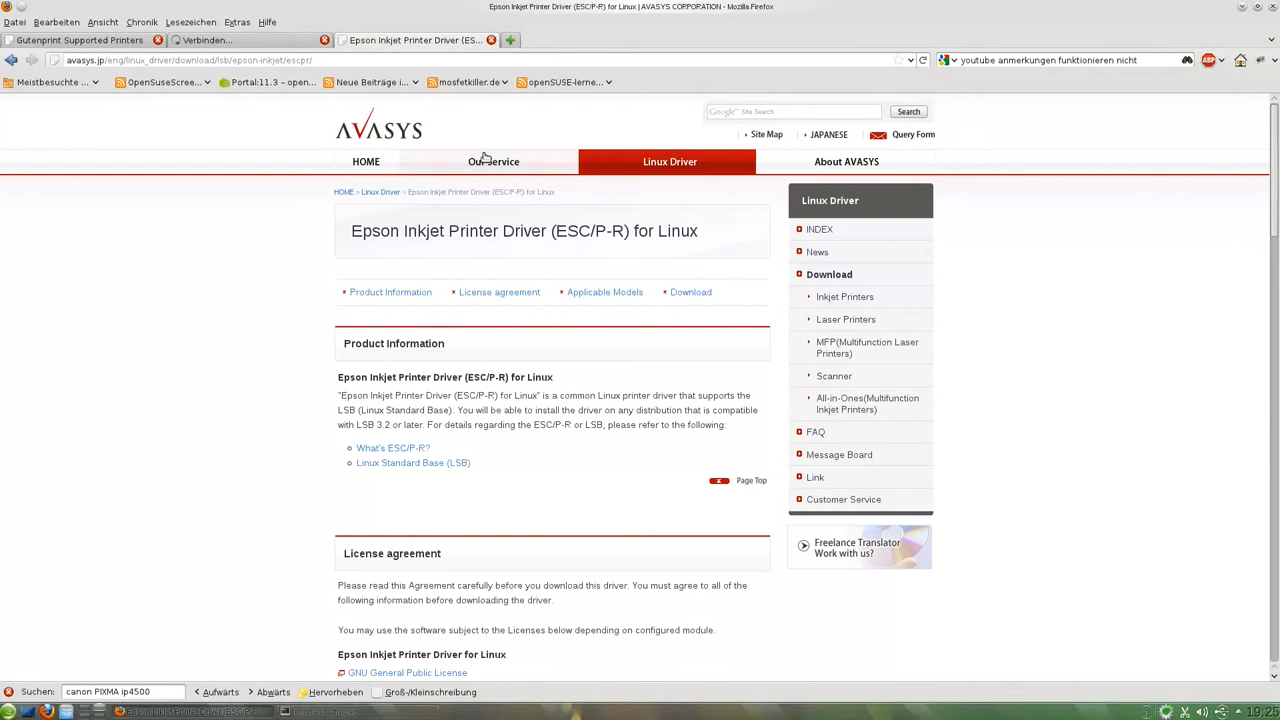 Epson Inkjet Printer Driver (ESC/P-R) for Linux | AVASYS CORPORATION - Mozilla Firefox
Datei Bearbeiten Ansicht Chronik Lesezeichen Extras Hilfe
Gutenprint Supported Printers Verbinden... Epson Inkjet Printer Driver (ES...
avasys.jp/eng/linux_driver/download/lsb/epson-inkjet/escpr/ youtube anmerkungen funktionieren nicht ABP
Meistbesuchte ... OpenSuseScree... Portal:11.3 – open... Neue Beiträge i... mosfetkiller.de openSUSE-lerne...
AVASYS
Google™ Site Search Search
Site Map JAPANESE Query Form
HOME Our Service Linux Driver About AVASYS
HOME > Linux Driver > Epson Inkjet Printer Driver (ESC/P-R) for Linux
Epson Inkjet Printer Driver (ESC/P-R) for Linux
Product Information License agreement Applicable Models Download
Product Information
Epson Inkjet Printer Driver (ESC/P-R) for Linux
"Epson Inkjet Printer Driver (ESC/P-R) for Linux" is a common Linux printer driver that supports the
LSB (Linux Standard Base). You will be able to install the driver on any distribution that is compatible
with LSB 3.2 or later. For details regarding the ESC/P-R or LSB, please refer to the following:
What's ESC/P-R?
Linux Standard Base (LSB)
Page Top
License agreement
Please read this Agreement carefully before you download this driver. You must agree to all of the
following information before downloading the driver.
You may use the software subject to the Licenses below depending on configured module.
Epson Inkjet Printer Driver for Linux
GNU General Public License
Linux Driver
INDEX
News
Download
Inkjet Printers
Laser Printers
MFP(Multifunction Laser
Printers)
Scanner
All-in-Ones(Multifunction
Inkjet Printers)
FAQ
Message Board
Link
Customer Service
Freelance Translator
Work with us?
Suchen: canon PIXMA ip4500 Aufwärts Abwärts Hervorheben Groß-/Kleinschreibung
Epson Inkjet Printer Driver (ESC/P-F
19:25